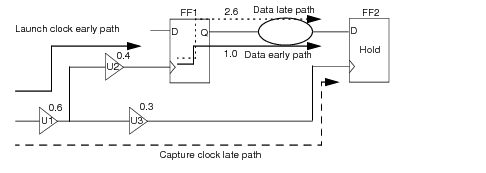 FF1
2.6
Data late path
FF2
Launch clock early path
D
Q
D
Hold
0.4
1.0
Data early path
U2
0.6
0.3
U1
U3
Capture clock late path